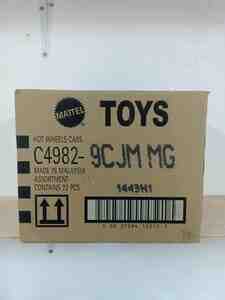 MATTEL
TOYS
HOT WHEELS CARS
C4982-9CJM MG
MADE IN MALAYSIA
ASSORTMENT
CONTAINS 72 PCS
1443H1